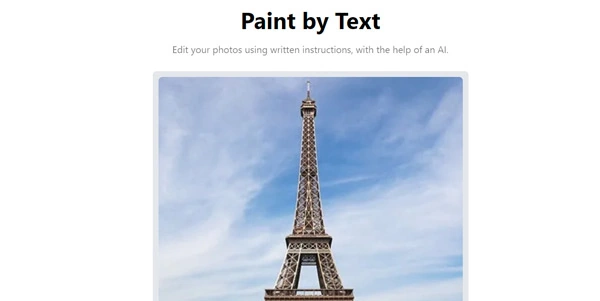 Paint by Text
Edit your photos using written instructions, with the help of an AI.